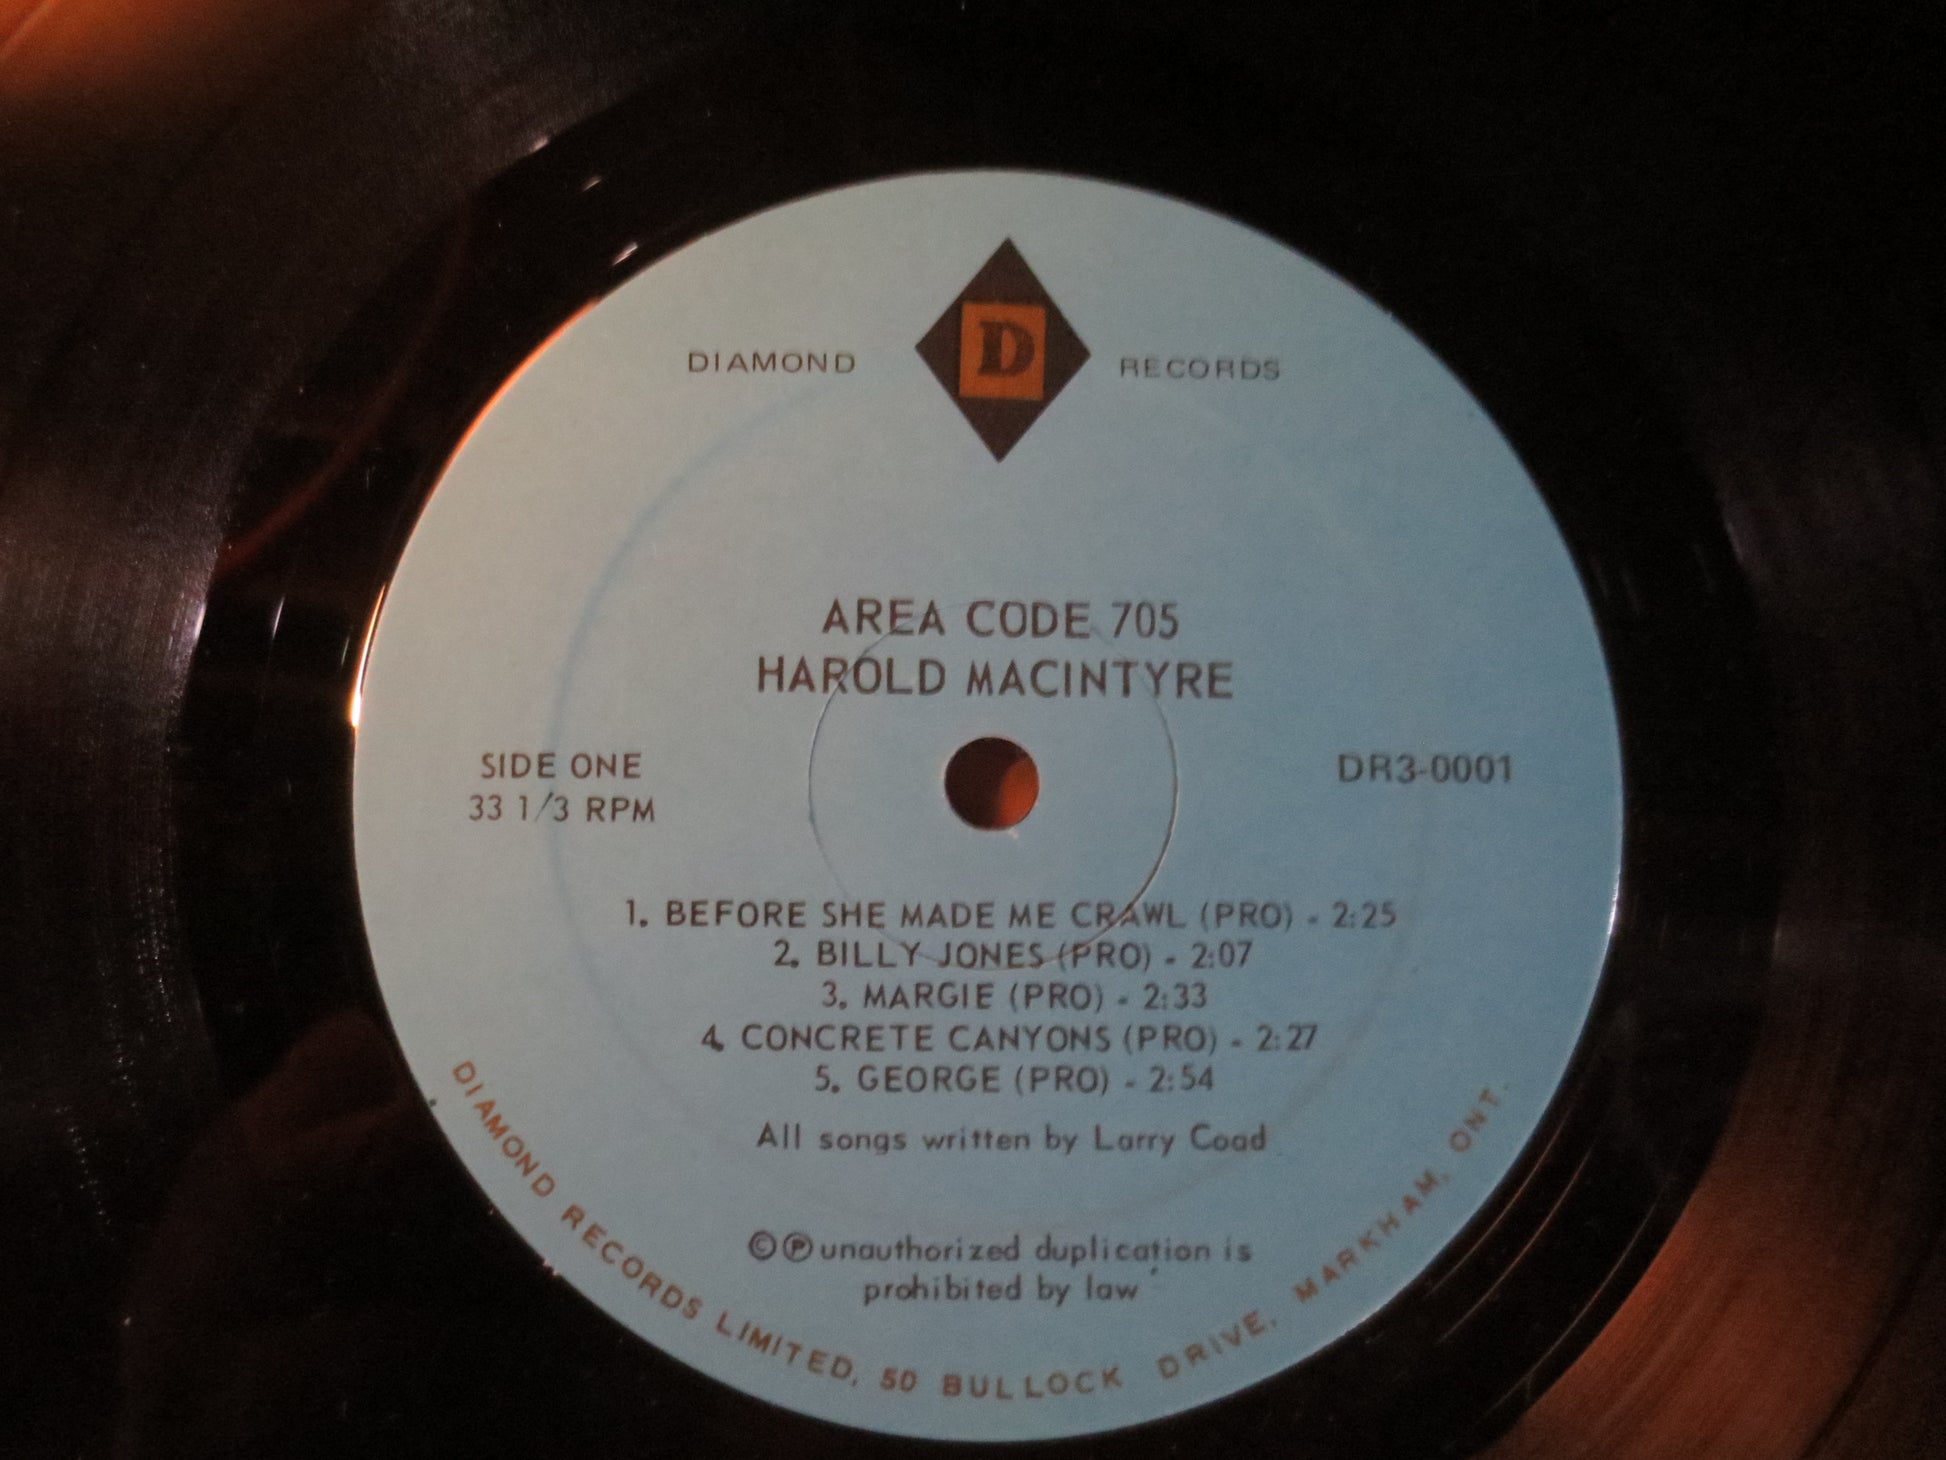 D
DIAMOND RECORDS
AREA CODE 705
HAROLD MACINTYRE
SIDE ONE
33 1/3 RPM
DR3-0001
1. BEFORE SHE MADE ME CRAWL (PRO) - 2:25
2. BILLY JONES (PRO) - 2:07
3. MARGIE (PRO) - 2:33
4. CONCRETE CANYONS (PRO) - 2:27
5. GEORGE (PRO) - 2:54
All songs written by Larry Coad
©℗ unauthorized duplication is
prohibited by law
DIAMOND RECORDS LIMITED, 50 BULLOCK DRIVE, MARKHAM, ONT.